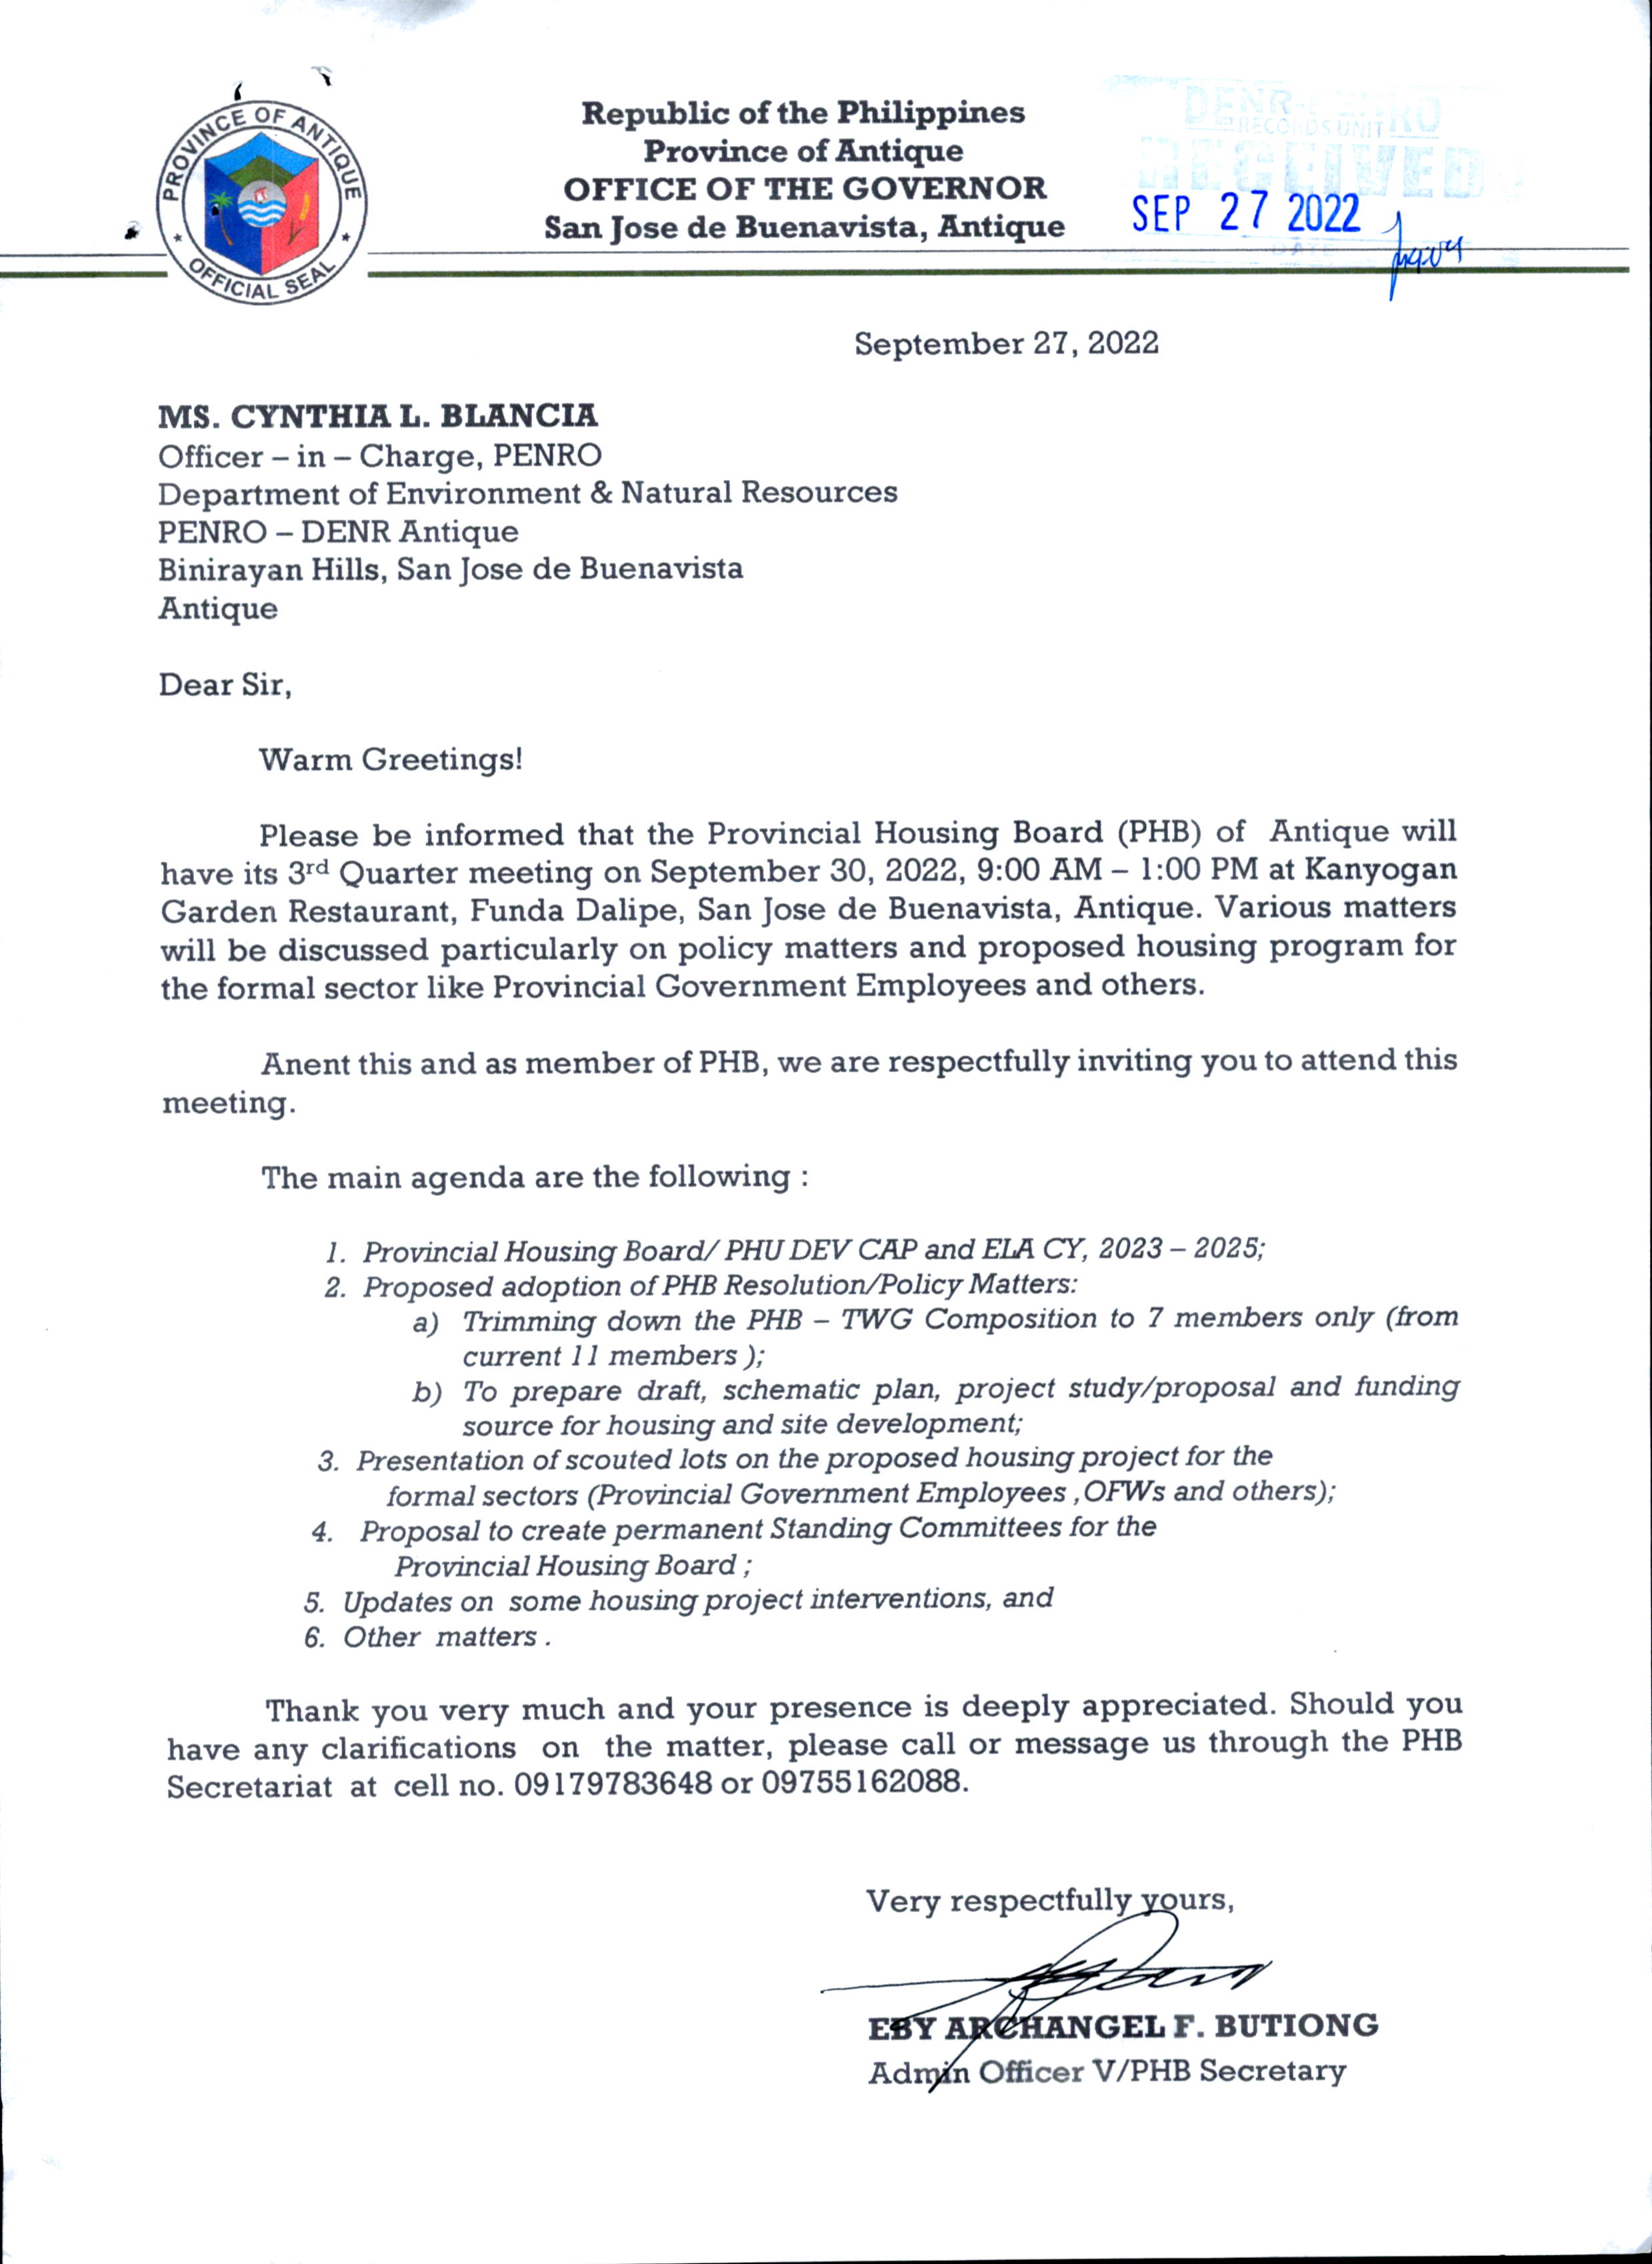 PROVINCE OF ANTIQUE
OFFICIAL SEAL
Republic of the Philippines
Province of Antique
OFFICE OF THE GOVERNOR
San Jose de Buenavista, Antique
DENR-PENRO
RECORDS UNIT
RECEIVED
SEP 27 2022
DATE
September 27, 2022
MS. CYNTHIA L. BLANCIA
Officer – in – Charge, PENRO
Department of Environment & Natural Resources
PENRO – DENR Antique
Binirayan Hills, San Jose de Buenavista
Antique
Dear Sir,
Warm Greetings!
Please be informed that the Provincial Housing Board (PHB) of Antique will
have its 3rd Quarter meeting on September 30, 2022, 9:00 AM – 1:00 PM at Kanyogan
Garden Restaurant, Funda Dalipe, San Jose de Buenavista, Antique. Various matters
will be discussed particularly on policy matters and proposed housing program for
the formal sector like Provincial Government Employees and others.
Anent this and as member of PHB, we are respectfully inviting you to attend this
meeting.
The main agenda are the following :
1. Provincial Housing Board/ PHU DEV CAP and ELA CY, 2023 – 2025;
2. Proposed adoption of PHB Resolution/Policy Matters:
a) Trimming down the PHB – TWG Composition to 7 members only (from
current 11 members );
b) To prepare draft, schematic plan, project study/proposal and funding
source for housing and site development;
3. Presentation of scouted lots on the proposed housing project for the
formal sectors (Provincial Government Employees ,OFWs and others);
4. Proposal to create permanent Standing Committees for the
Provincial Housing Board ;
5. Updates on some housing project interventions, and
6. Other matters .
Thank you very much and your presence is deeply appreciated. Should you
have any clarifications on the matter, please call or message us through the PHB
Secretariat at cell no. 09179783648 or 09755162088.
Very respectfully yours,
EBY ARCHANGEL F. BUTIONG
Admin Officer V/PHB Secretary